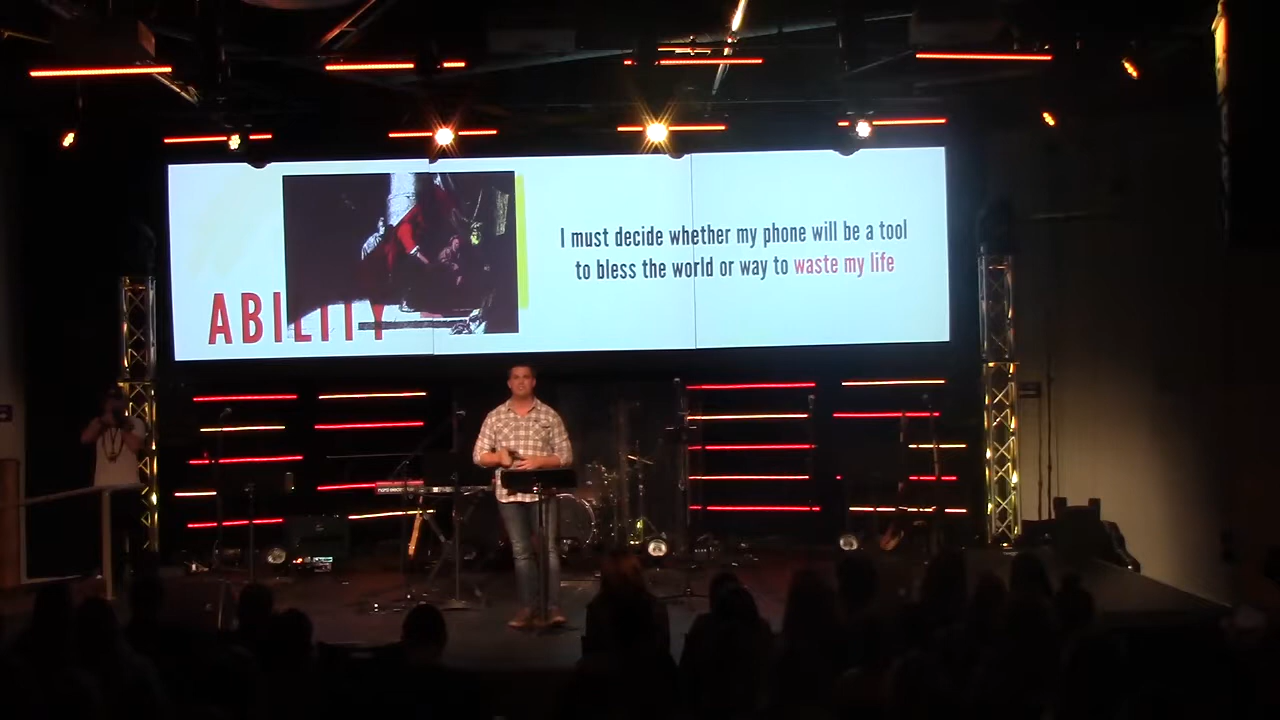 I must decide whether my phone will be a tool
to bless the world or way to waste my life
ABILITY